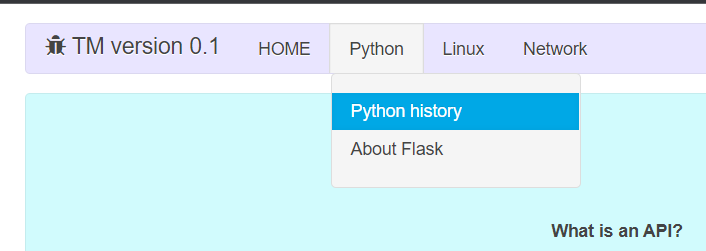 TM version 0.1 HOME Python Linux Network
Python history
About Flask
What is an API?